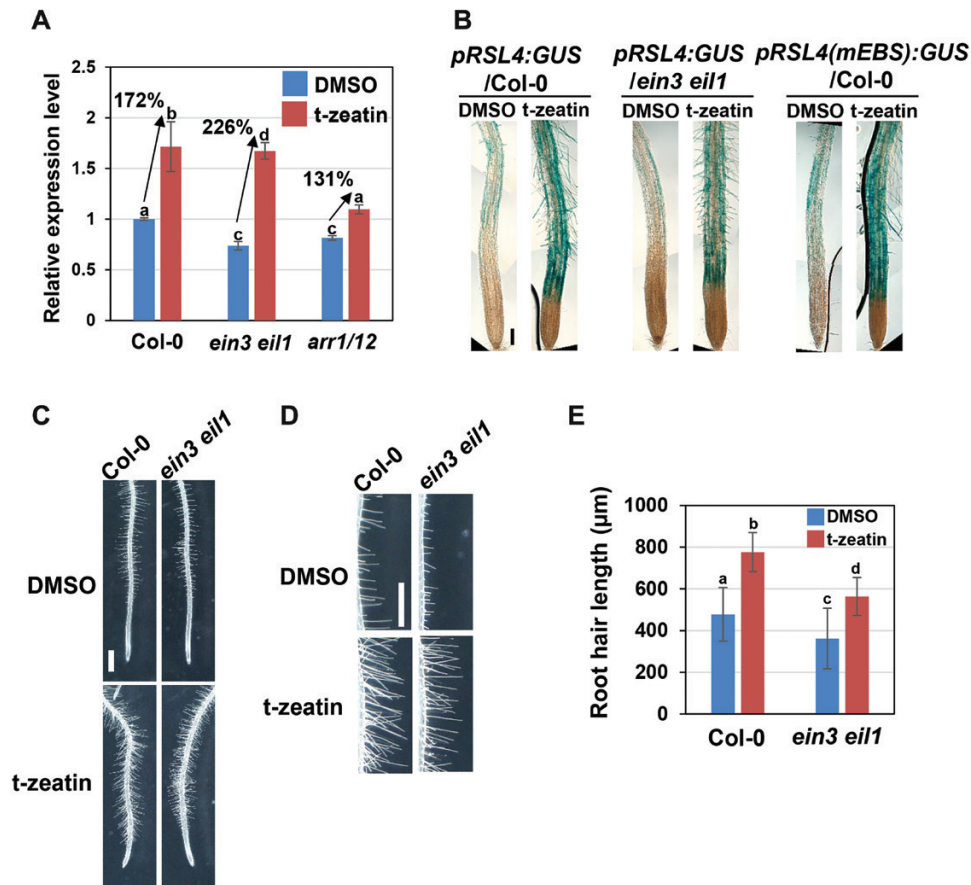 A
Relative expression level
2.5
2
1.5
1
0.5
0
DMSO
t-zeatin
172%
226%
131%
a
b
c
d
c
a
Col-0
ein3 eil1
arr1/12
B
pRSL4:GUS
/Col-0
pRSL4:GUS
/ein3 eil1
pRSL4(mEBS):GUS
/Col-0
DMSO t-zeatin
DMSO t-zeatin
DMSO t-zeatin
C
Col-0
ein3 eil1
DMSO
t-zeatin
D
Col-0
ein3 eil1
DMSO
t-zeatin
E
Root hair length (μm)
1000
800
600
400
200
0
DMSO
t-zeatin
a
b
c
d
Col-0
ein3 eil1